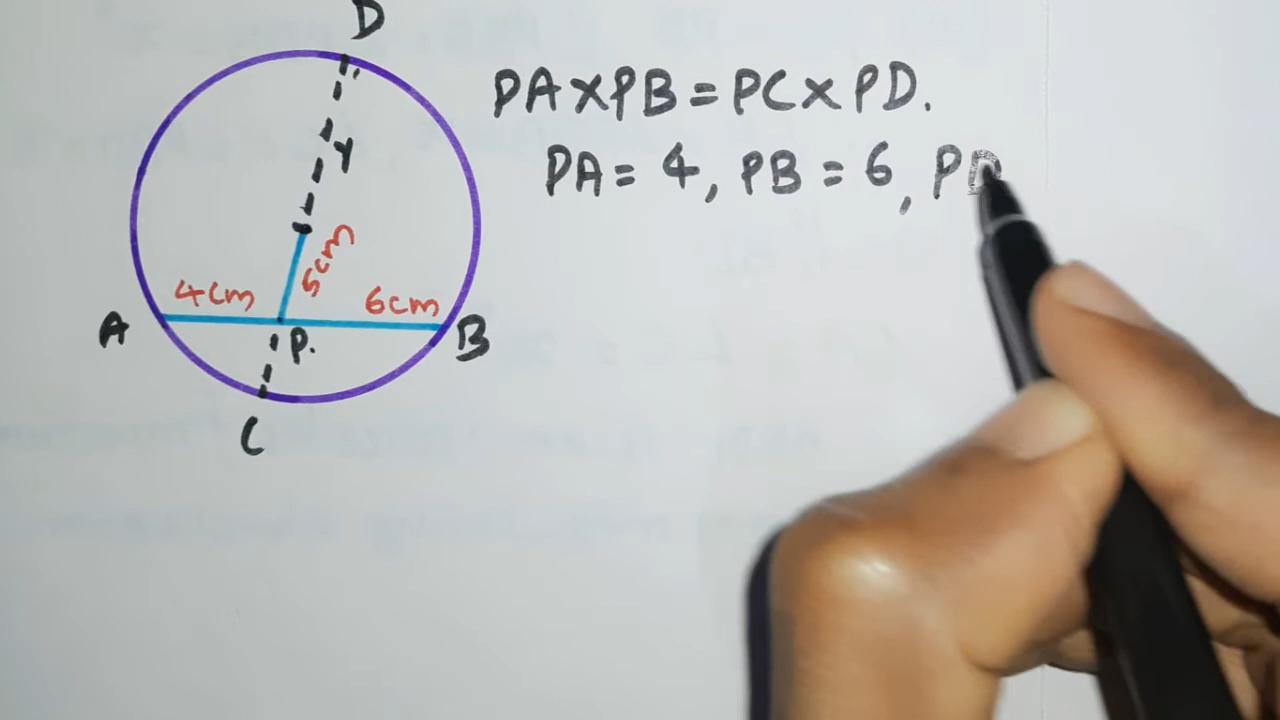 D
PA×PB=PC×PD.
PA=4, PB=6, PD
r
5cm
4cm
6cm
A
P.
B
C